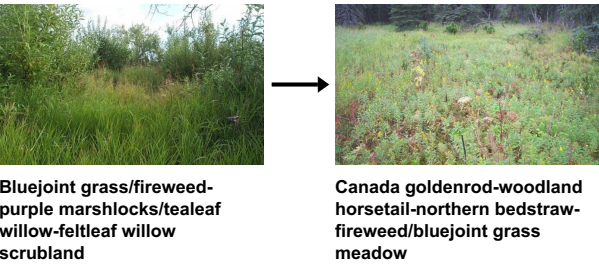 Bluejoint grass/fireweed-
purple marshlocks/tealeaf
willow-feltleaf willow
scrubland
Canada goldenrod-woodland
horsetail-northern bedstraw-
fireweed/bluejoint grass
meadow